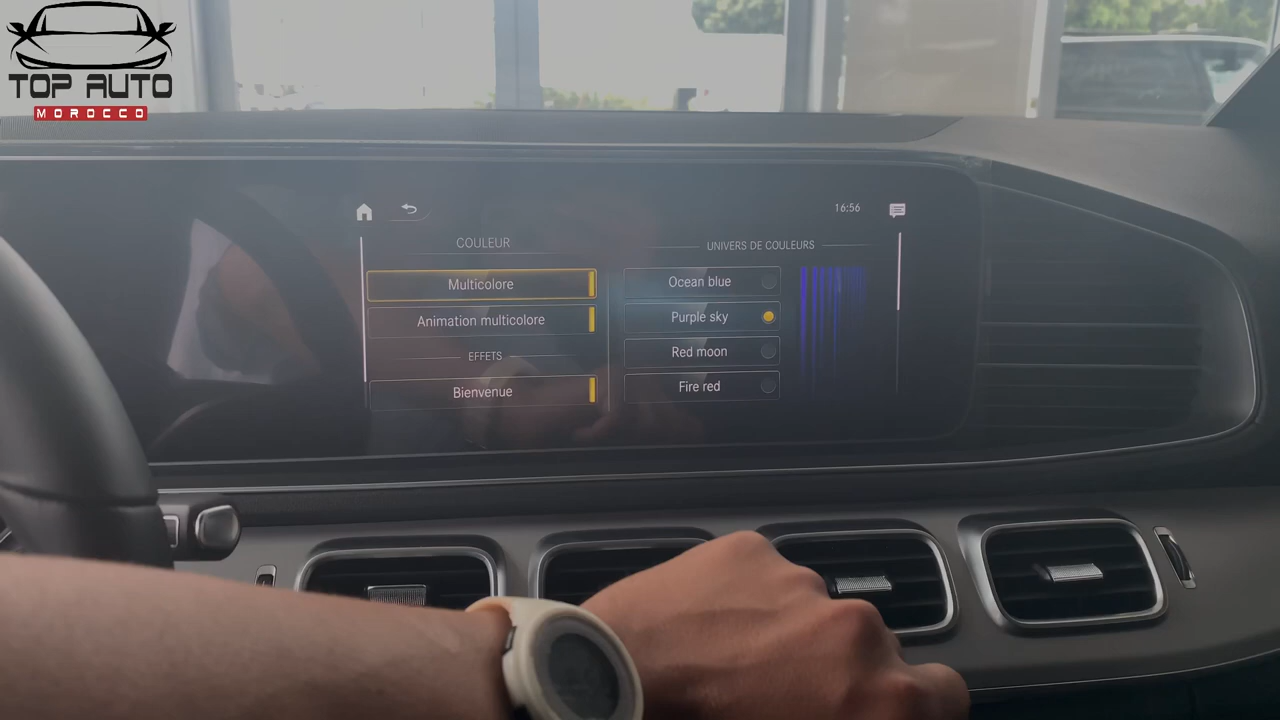 TOP AUTO
MOROCCO
16:56
COULEUR
Multicolore
Animation multicolore
EFFETS
Bienvenue
UNIVERS DE COULEURS
Ocean blue
Purple sky
Red moon
Fire red